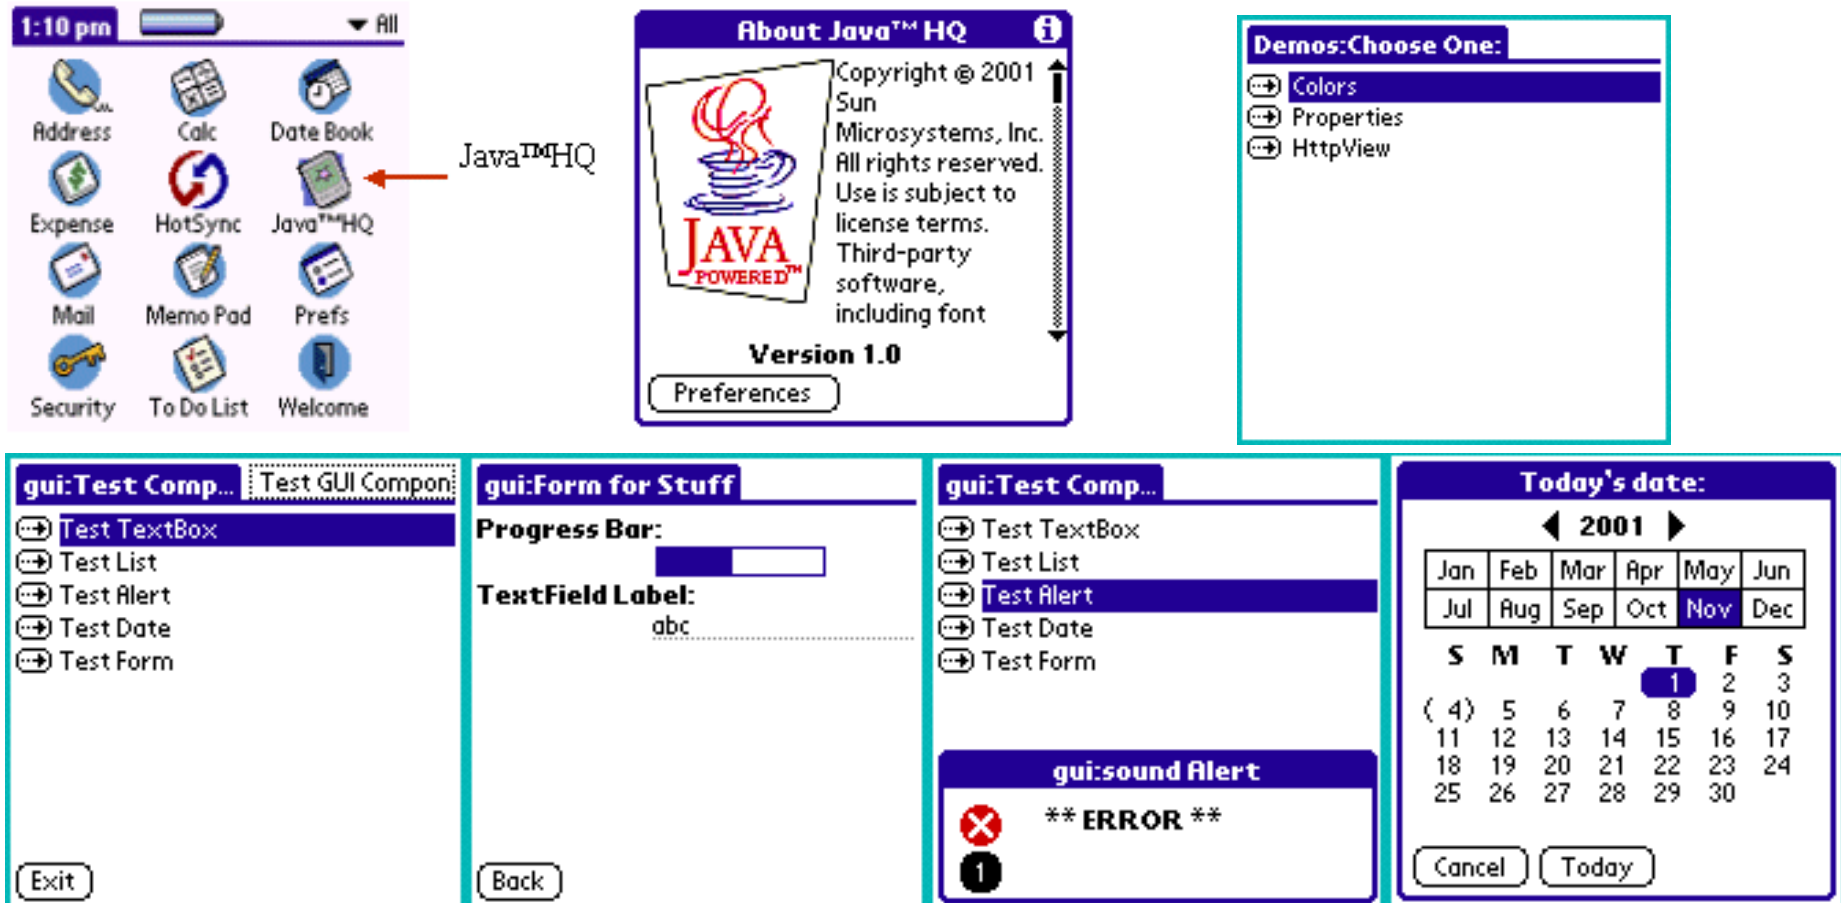 1:10 pm
All
Address Calc Date Book
Expense HotSync Java™HQ
Mail Memo Pad Prefs
Security To Do List Welcome
Java™HQ
About Java™ HQ
i
JAVA
POWERED™
Copyright © 2001
Sun
Microsystems, Inc.
All rights reserved.
Use is subject to
license terms.
Third-party
software,
including font
Version 1.0
Preferences
Demos:Choose One:
Colors
Properties
HttpView
gui:Test Comp...
Test GUI Compon
Test TextBox
Test List
Test Alert
Test Date
Test Form
Exit
gui:Form for Stuff
Progress Bar:
TextField Label:
abc
Back
gui:Test Comp...
Test TextBox
Test List
Test Alert
Test Date
Test Form
gui:sound Alert
** ERROR **
1
Today's date:
2001
Jan Feb Mar Apr May Jun
Jul Aug Sep Oct Nov Dec
S M T W T F S
1 2 3
( 4) 5 6 7 8 9 10
11 12 13 14 15 16 17
18 19 20 21 22 23 24
25 26 27 28 29 30
Cancel Today